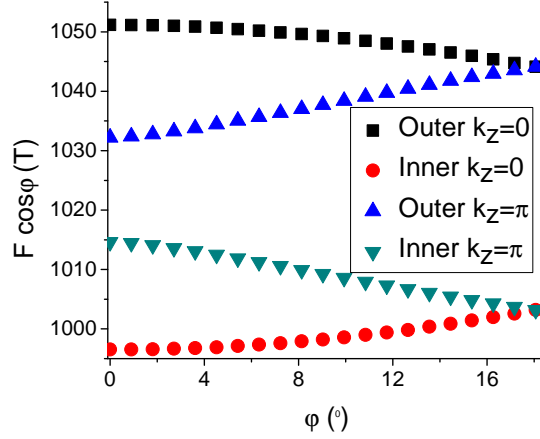 1050
1040
1030
1020
1010
1000
F cosφ (T)
Outer k_Z=0
Inner k_Z=0
Outer k_Z=π
Inner k_Z=π
0 4 8 12 16
φ (⁰)